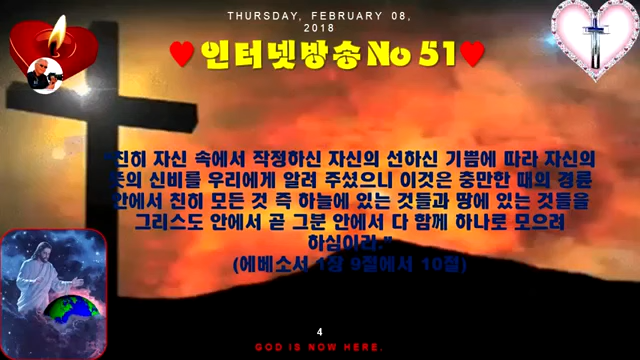 THURSDAY, FEBRUARY 08,
2018
인터넷방송No 51
"친히 자신 속에서 작정하신 자신의 선하신 기쁨에 따라 자신의
뜻의 신비를 우리에게 알려 주셨으니 이것은 충만한 때의 경륜
안에서 친히 모든 것 즉 하늘에 있는 것들과 땅에 있는 것들을
그리스도 안에서 곧 그분 안에서 다 함께 하나로 모으려
하심이라."
(에베소서 1장 9절에서 10절)
4
GOD IS NOW HERE.